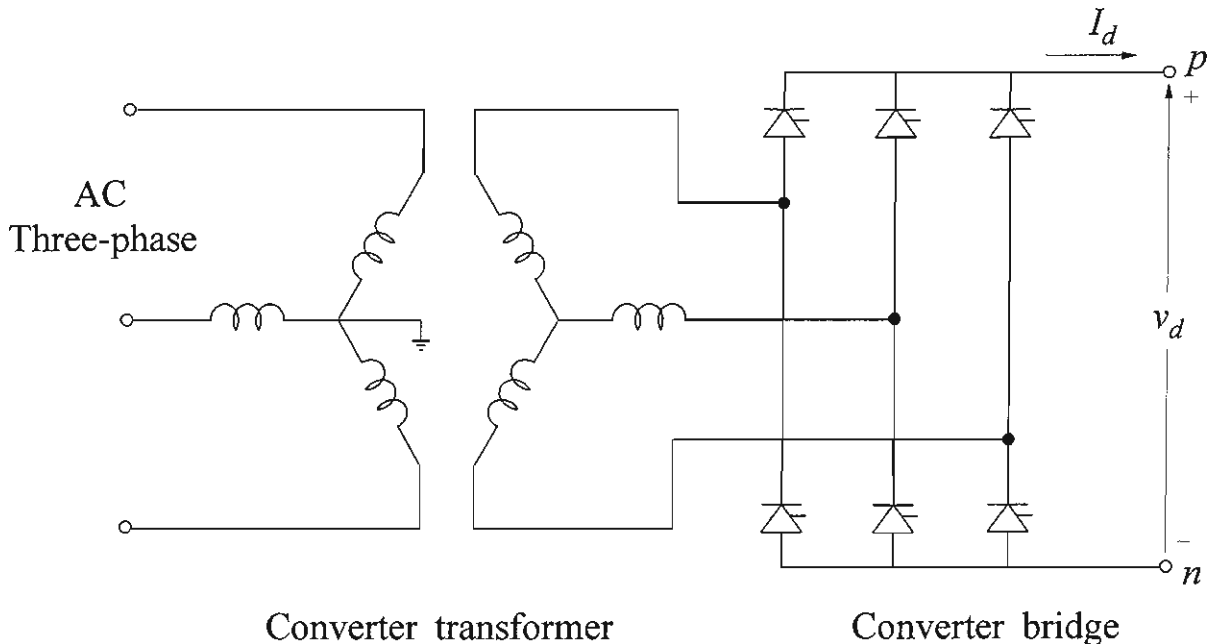 I_d
p
+
AC
Three-phase
v_d
−
n
Converter transformer
Converter bridge